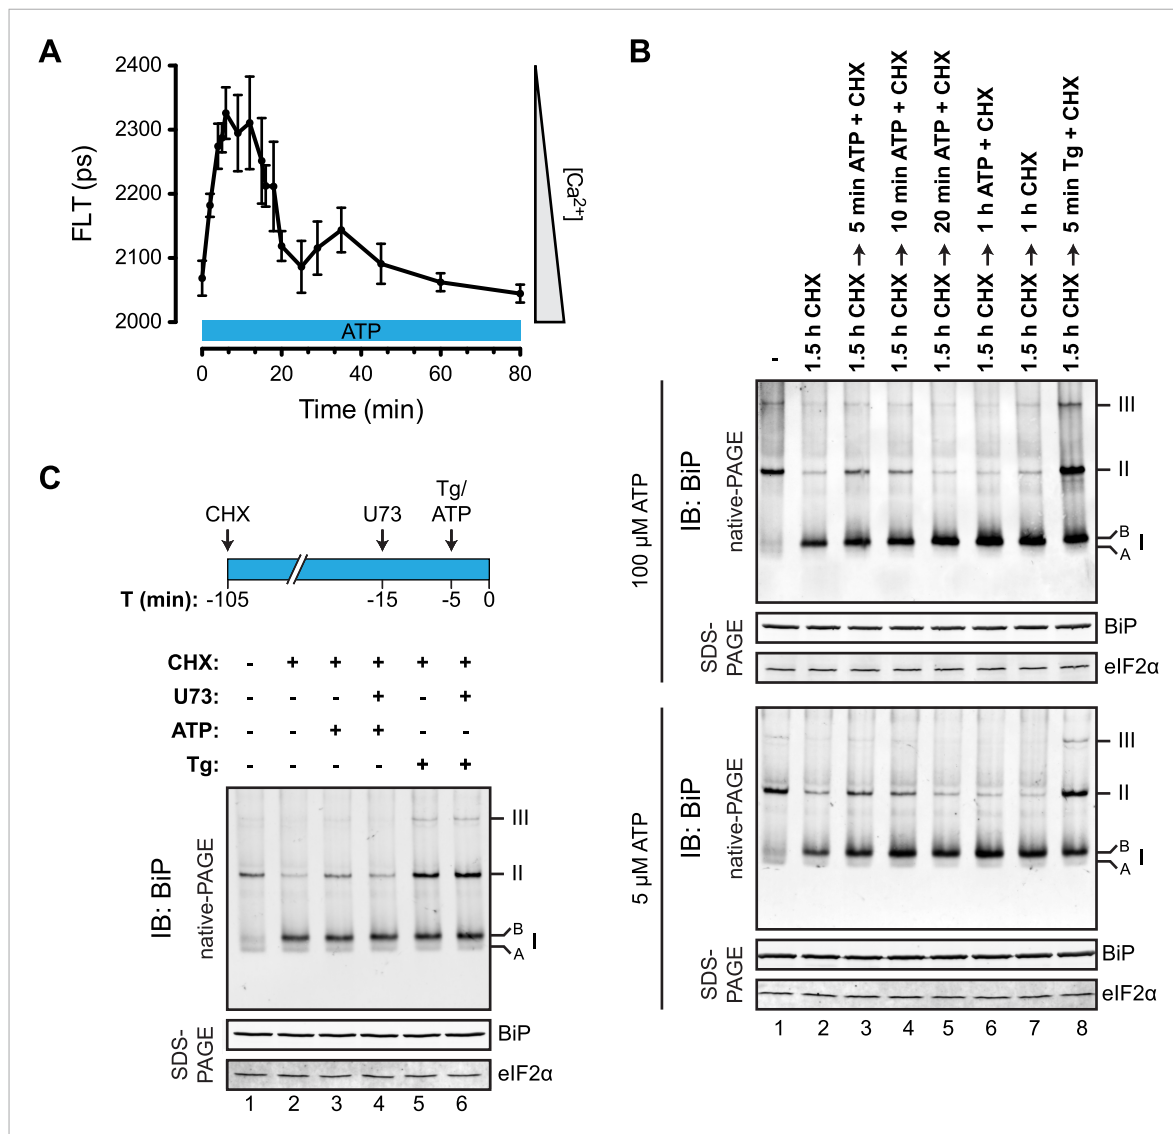 A
2400
2300
2200
2100
2000
FLT (ps)
[Ca2+]
ATP
0
20
40
60
80
Time (min)
B
-
1.5 h CHX
1.5 h CHX → 5 min ATP + CHX
1.5 h CHX → 10 min ATP + CHX
1.5 h CHX → 20 min ATP + CHX
1.5 h CHX → 1 h ATP + CHX
1.5 h CHX → 1 h CHX
1.5 h CHX → 5 min Tg + CHX
100 µM ATP
IB: BiP
native-PAGE
III
II
B
A
I
SDS-
PAGE
BiP
eIF2α
5 µM ATP
IB: BiP
native-PAGE
III
II
B
A
I
SDS-
PAGE
BiP
eIF2α
1 2 3 4 5 6 7 8
C
CHX
U73
Tg/
ATP
T (min): -105 -15 -5 0
CHX: - + + + + +
U73: - - - + - +
ATP: - - + + - -
Tg: - - - - + +
IB: BiP
native-PAGE
III
II
B
A
I
SDS-
PAGE
BiP
eIF2α
1 2 3 4 5 6